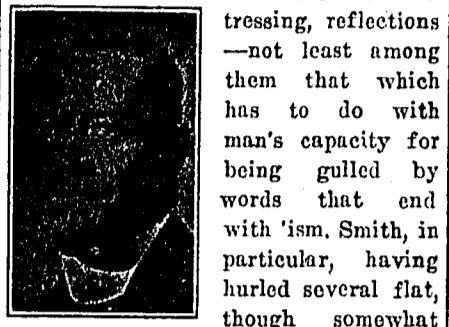 tressing, reflections
—not least among
them that which
has to do with
man's capacity for
being gulled by
words that end
with 'ism. Smith, in
particular, having
hurled several flat,
though somewhat